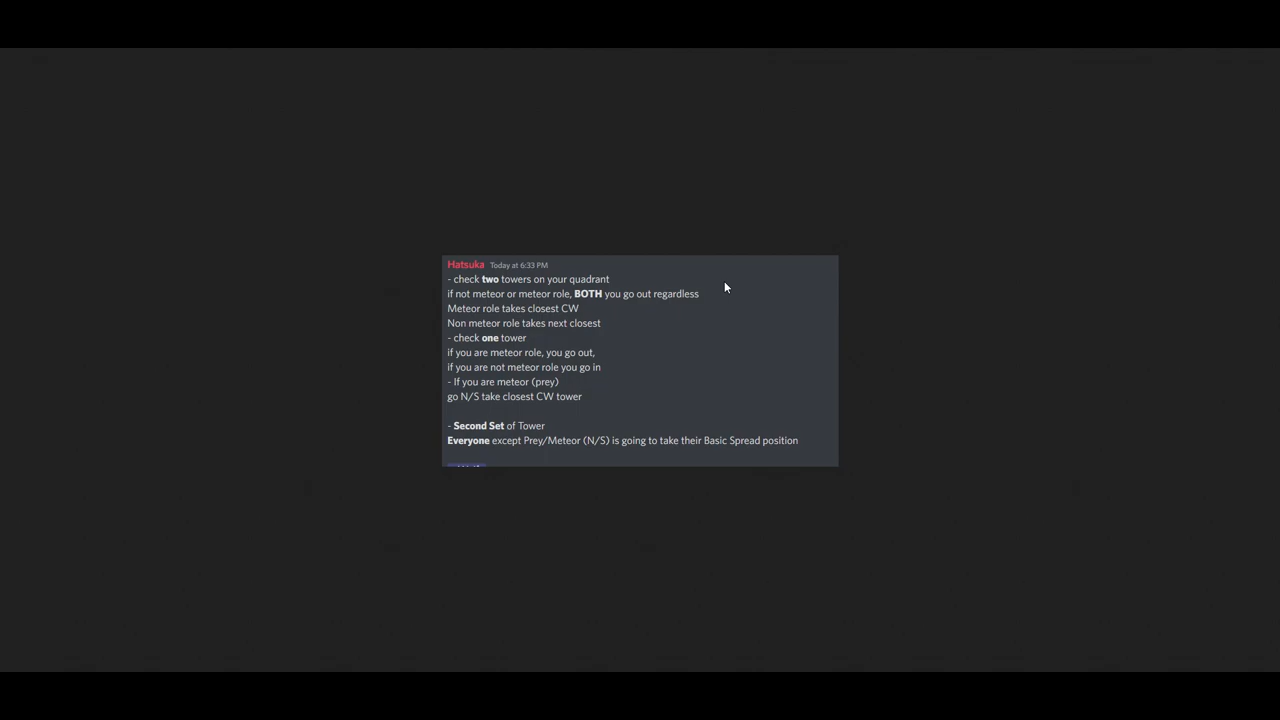 Hatsuka Today at 6:33 PM
- check two towers on your quadrant
if not meteor or meteor role, BOTH you go out regardless
Meteor role takes closest CW
Non meteor role takes next closest
- check one tower
if you are meteor role, you go out,
if you are not meteor role you go in
- If you are meteor (prey)
go N/S take closest CW tower
- Second Set of Tower
Everyone except Prey/Meteor (N/S) is going to take their Basic Spread position